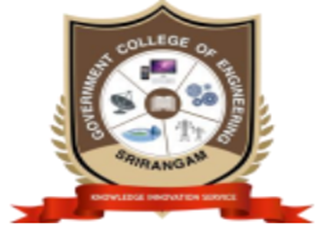 GOVERNMENT COLLEGE OF ENGINEERING
SRIRANGAM
KNOWLEDGE INNOVATION SERVICE